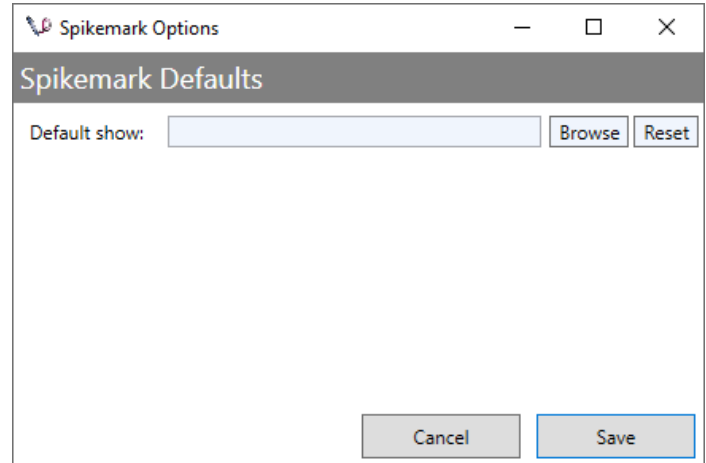 Spikemark Options
Spikemark Defaults
Default show: Browse Reset
Cancel Save